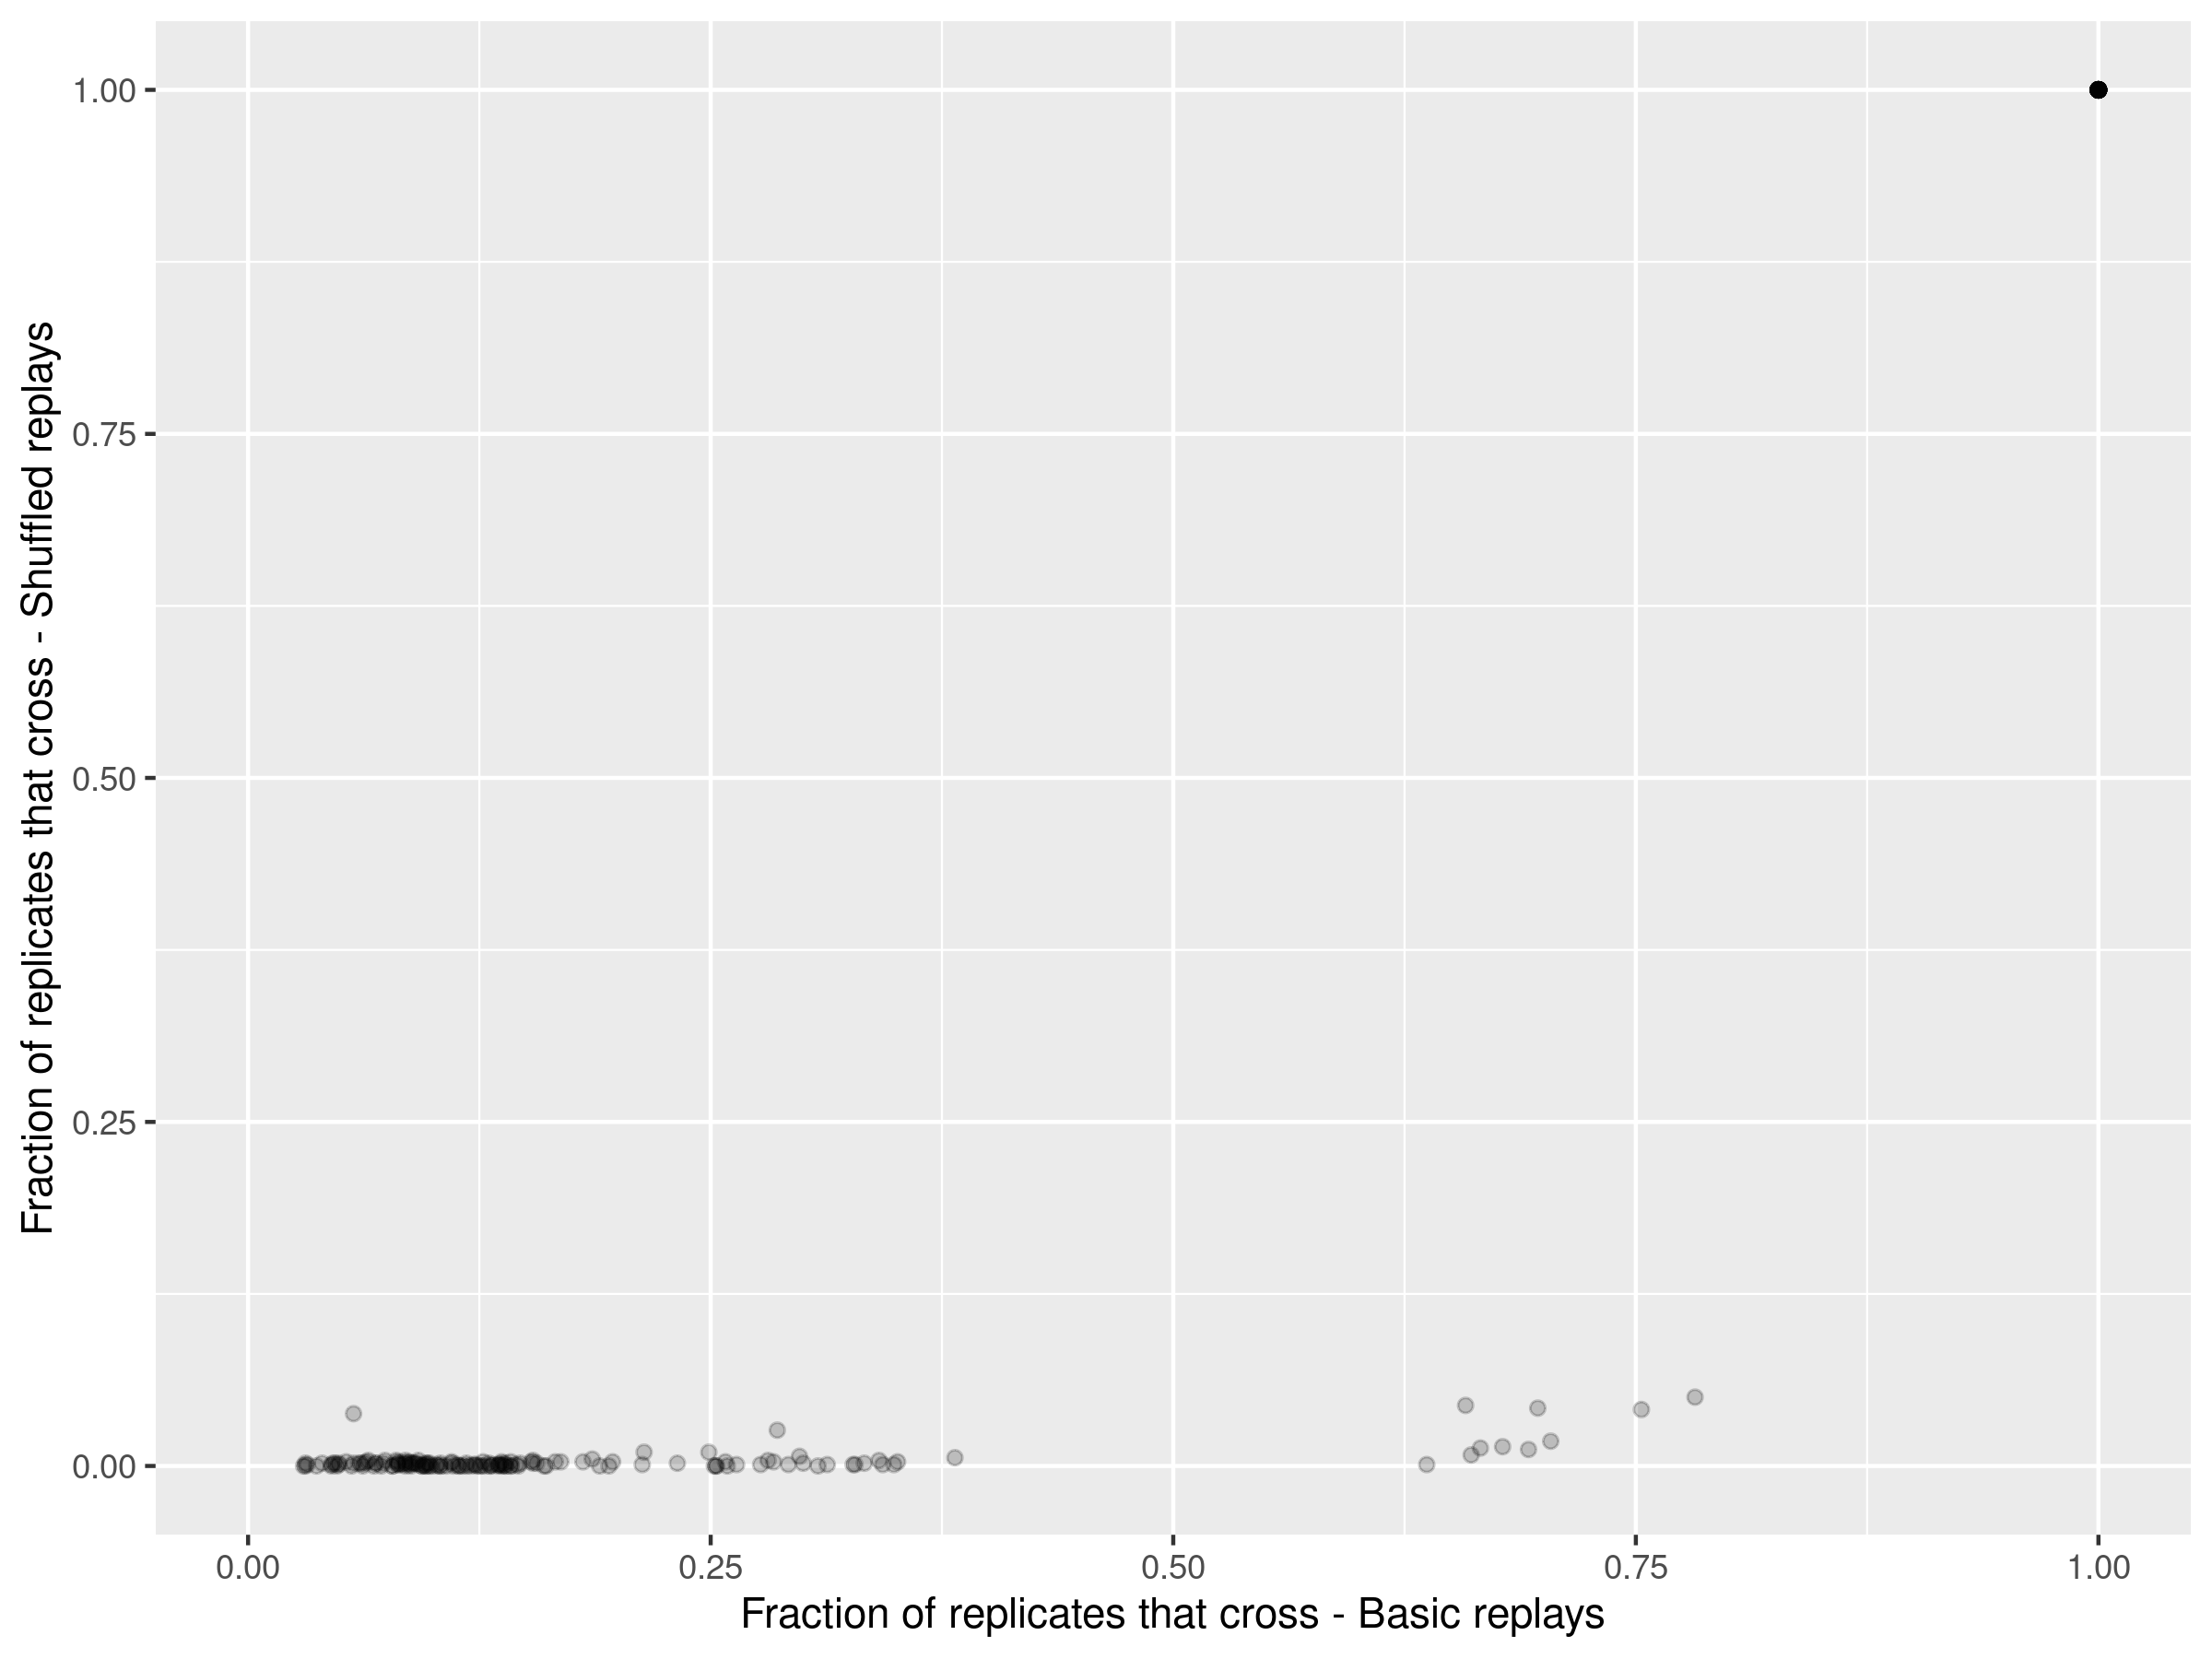 Fraction of replicates that cross - Shuffled replays
1.00
0.75
0.50
0.25
0.00
0.00 0.25 0.50 0.75 1.00
Fraction of replicates that cross - Basic replays